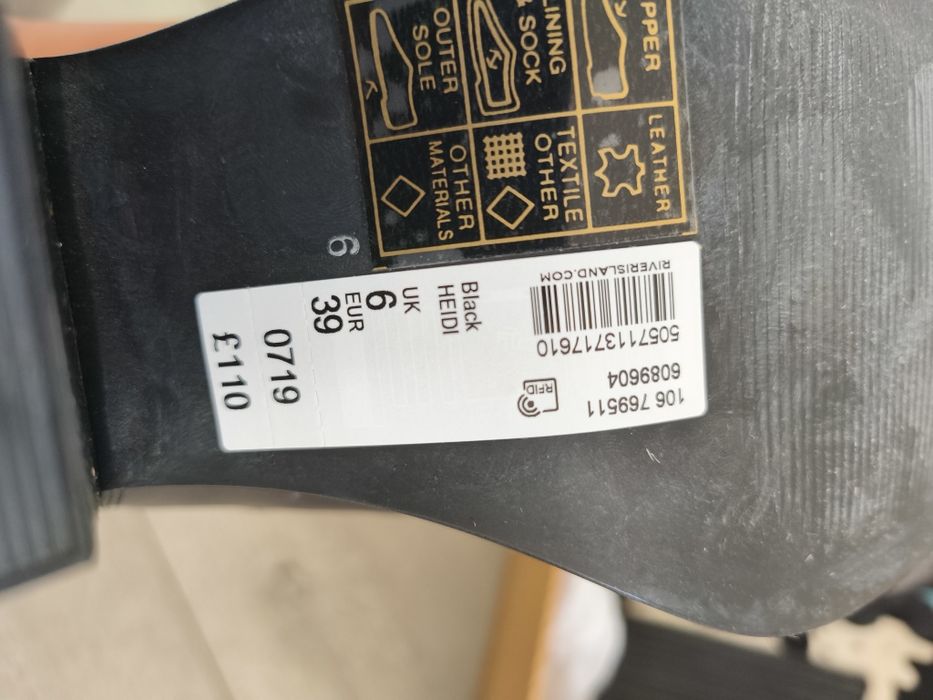 PPER
LEATHER
LINING
& SOCK
TEXTILE
OTHER
OUTER
SOLE
OTHER
MATERIALS
6
RIVERISLAND.COM
5057113717610
6089604
106 769511
RFID
Black
HEIDI
UK
6
EUR
39
0719
£110